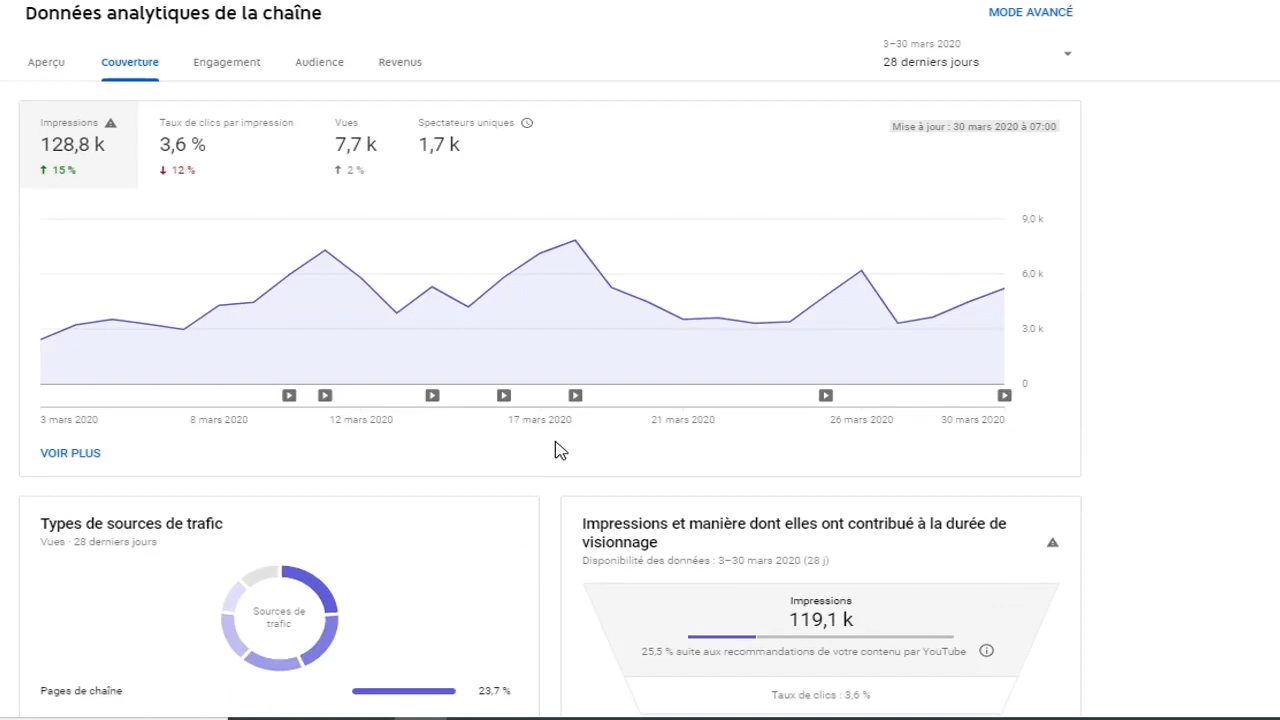 Données analytiques de la chaîne
MODE AVANCÉ
3–30 mars 2020
28 derniers jours
Aperçu
Couverture
Engagement
Audience
Revenus
Impressions
128,8 k
15 %
Taux de clics par impression
3,6 %
12 %
Vues
7,7 k
2 %
Spectateurs uniques
1,7 k
Mise à jour : 30 mars 2020 à 07:00
9,0 k
6,0 k
3,0 k
0
3 mars 2020
8 mars 2020
12 mars 2020
17 mars 2020
21 mars 2020
26 mars 2020
30 mars 2020
VOIR PLUS
Types de sources de trafic
Vues · 28 derniers jours
Sources de
trafic
Pages de chaîne
23,7 %
Impressions et manière dont elles ont contribué à la durée de
visionnage
Disponibilité des données : 3–30 mars 2020 (28 j)
Impressions
119,1 k
25,5 % suite aux recommandations de votre contenu par YouTube
Taux de clics : 3,6 %